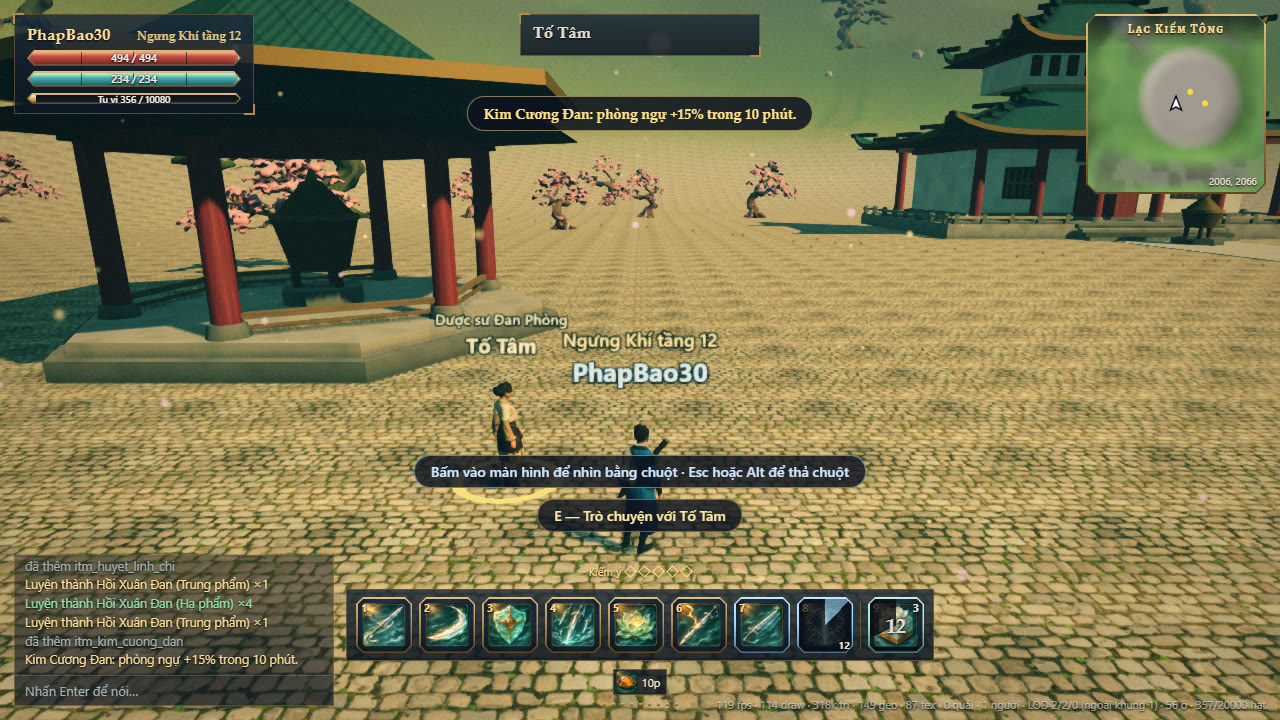 PhapBao30 Ngưng Khí tầng 12
494 / 494
234 / 234
Tu vi 356 / 10080
Tố Tâm
Lạc Kiếm Tông
2006, 2066
Kim Cương Đan: phòng ngự +15% trong 10 phút.
Dược sư Đan Phòng
Tố Tâm
Ngưng Khí tầng 12
PhapBao30
Bấm vào màn hình để nhìn bằng chuột · Esc hoặc Alt để thả chuột
E — Trò chuyện với Tố Tâm
Kiếm ý
đã thêm itm_huyet_linh_chi
Luyện thành Hồi Xuân Đan (Trung phẩm) ×1
Luyện thành Hồi Xuân Đan (Hạ phẩm) ×4
Luyện thành Hồi Xuân Đan (Trung phẩm) ×1
đã thêm itm_kim_cuong_dan
Kim Cương Đan: phòng ngự +15% trong 10 phút.
Nhấn Enter để nói...
1 2 3 4 5 6 7 8 12 9 12 3
10p
119 fps · 114 draw · 318k tri · 149 geo · 87 tex · 0 quái · 1 người · LOD 2/2/0 (ngoài khung 1) · 56 ô · 357/20000 hạt